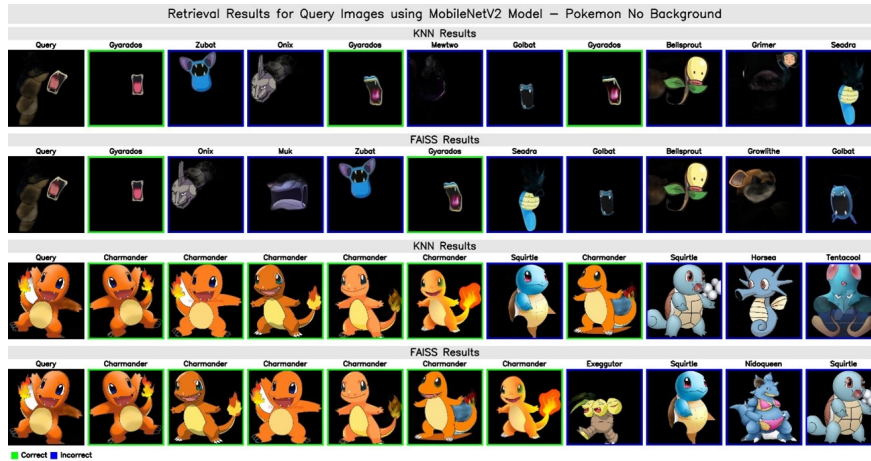 Retrieval Results for Query Images using MobileNetV2 Model – Pokemon No Background
KNN Results
Query Gyarados Zubat Onix Gyarados Mewtwo Golbat Gyarados Bellsprout Grimer Seadra
FAISS Results
Query Gyarados Onix Muk Zubat Gyarados Seadra Golbat Bellsprout Growlithe Golbat
KNN Results
Query Charmander Charmander Charmander Charmander Charmander Squirtle Charmander Squirtle Horsea Tentacool
FAISS Results
Query Charmander Charmander Charmander Charmander Charmander Charmander Exeggutor Squirtle Nidoqueen Squirtle
Correct Incorrect